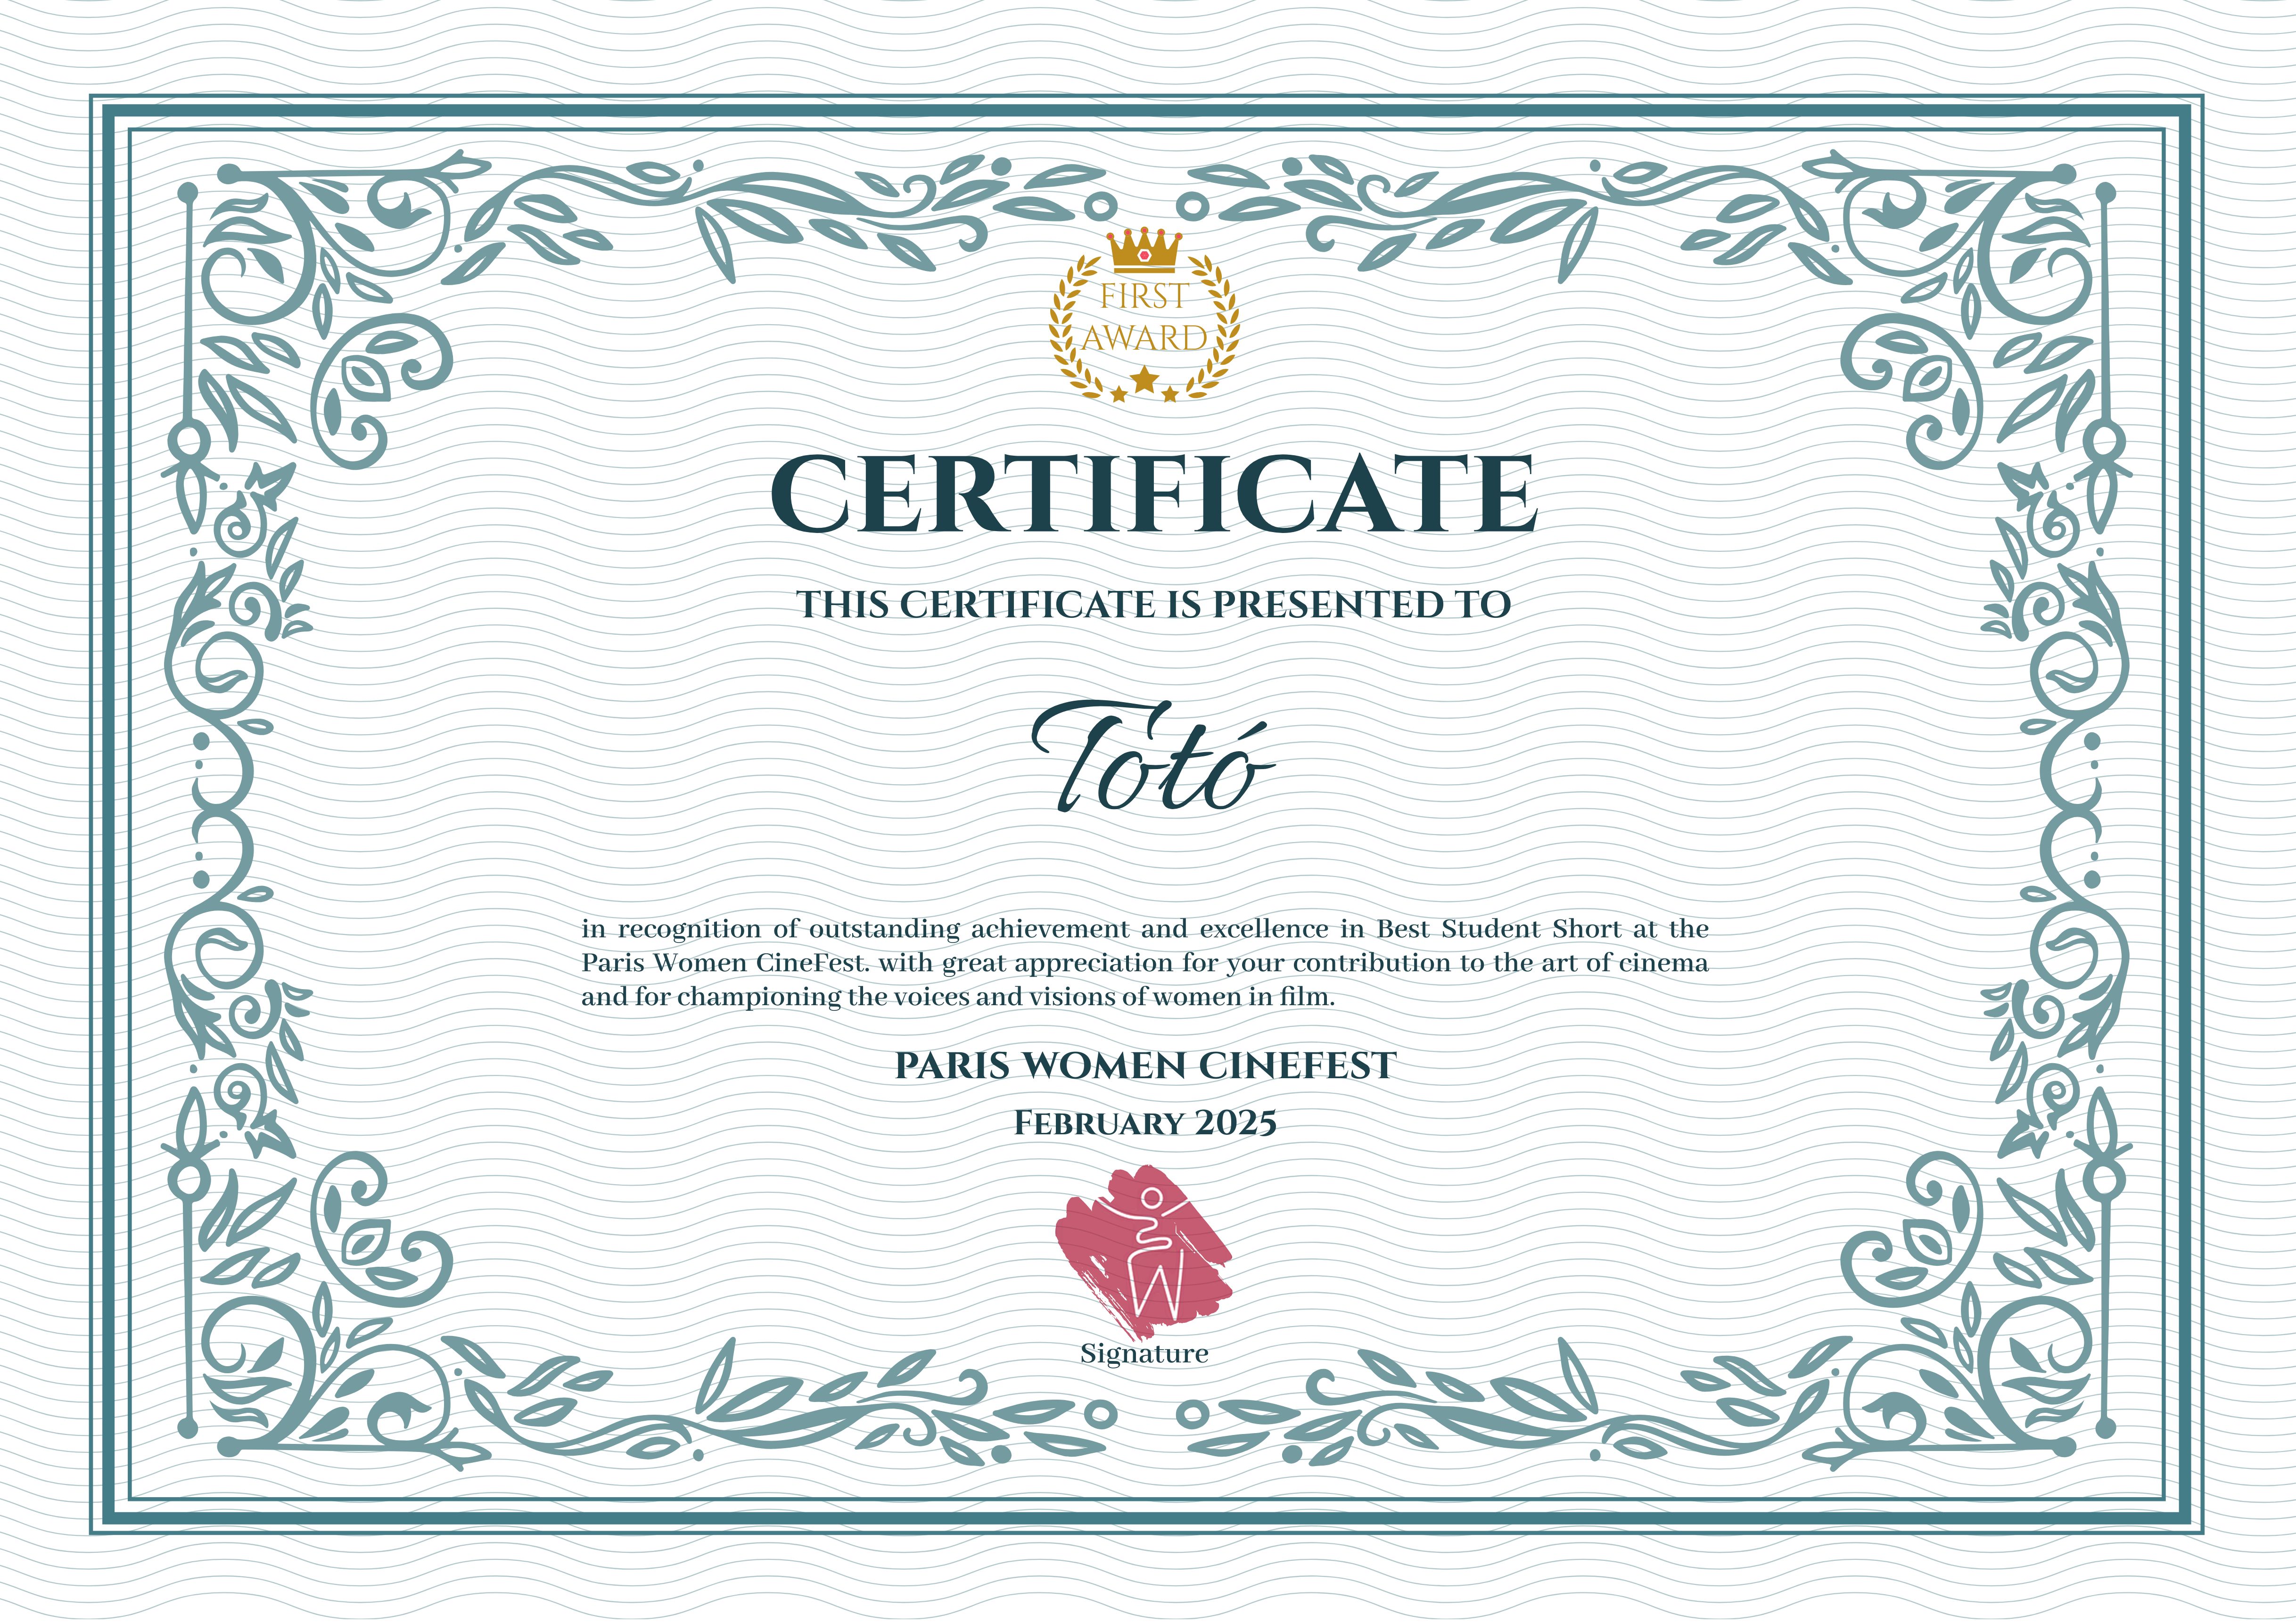 FIRST
AWARD
CERTIFICATE
THIS CERTIFICATE IS PRESENTED TO
Totó
in recognition of outstanding achievement and excellence in Best Student Short at the
Paris Women CineFest. with great appreciation for your contribution to the art of cinema
and for championing the voices and visions of women in film.
PARIS WOMEN CINEFEST
FEBRUARY 2025
Signature